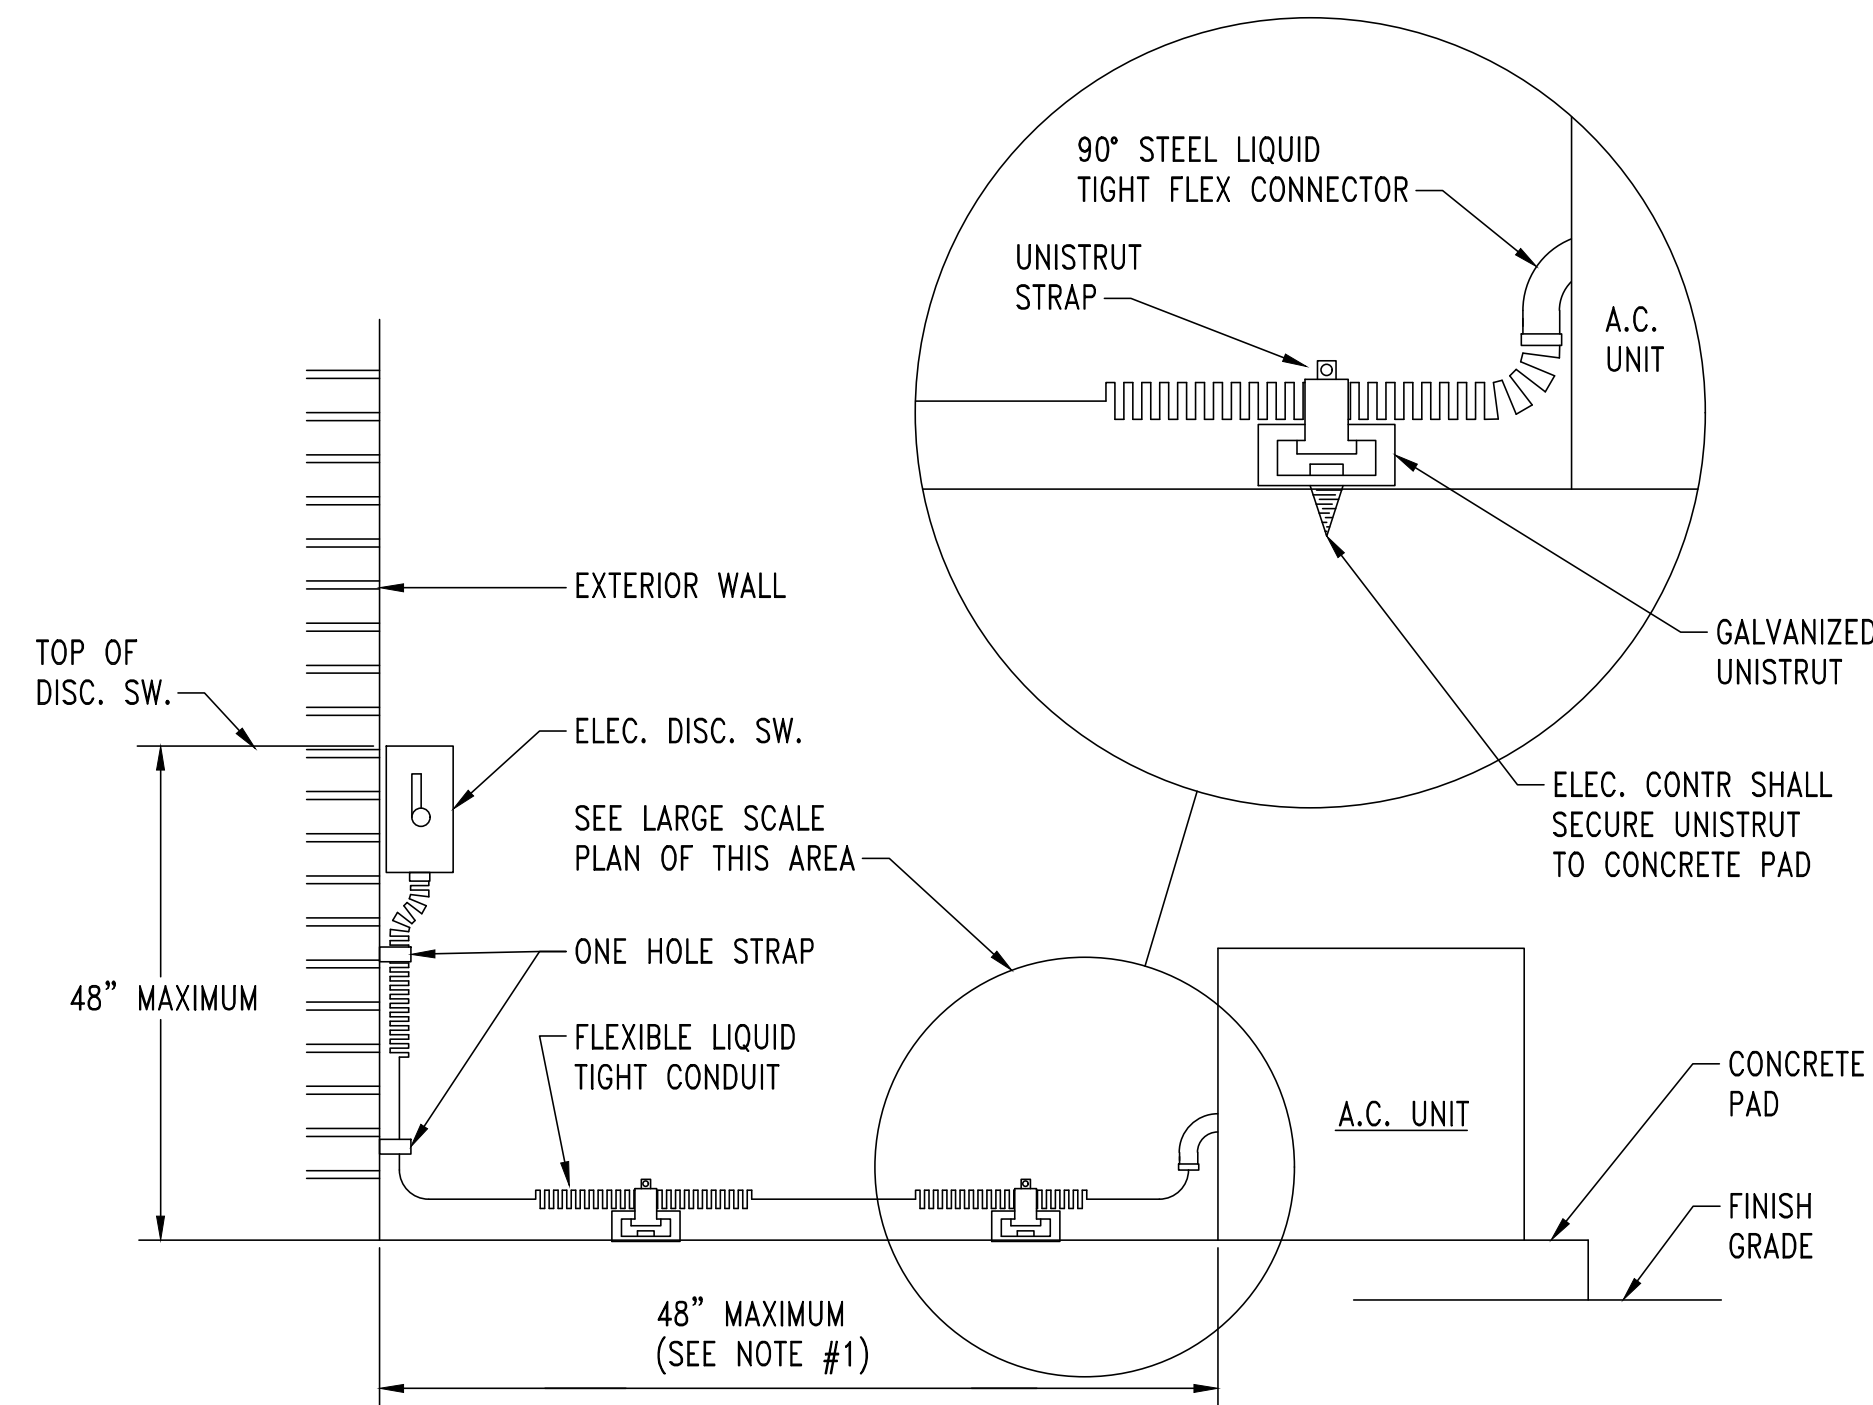 90° STEEL LIQUID
TIGHT FLEX CONNECTOR
UNISTRUT
STRAP
A.C.
UNIT
EXTERIOR WALL
GALVANIZED
UNISTRUT
TOP OF
DISC. SW.
ELEC. DISC. SW.
ELEC. CONTR SHALL
SECURE UNISTRUT
TO CONCRETE PAD
SEE LARGE SCALE
PLAN OF THIS AREA
ONE HOLE STRAP
48” MAXIMUM
FLEXIBLE LIQUID
TIGHT CONDUIT
CONCRETE
PAD
A.C. UNIT
FINISH
GRADE
48” MAXIMUM
(SEE NOTE #1)